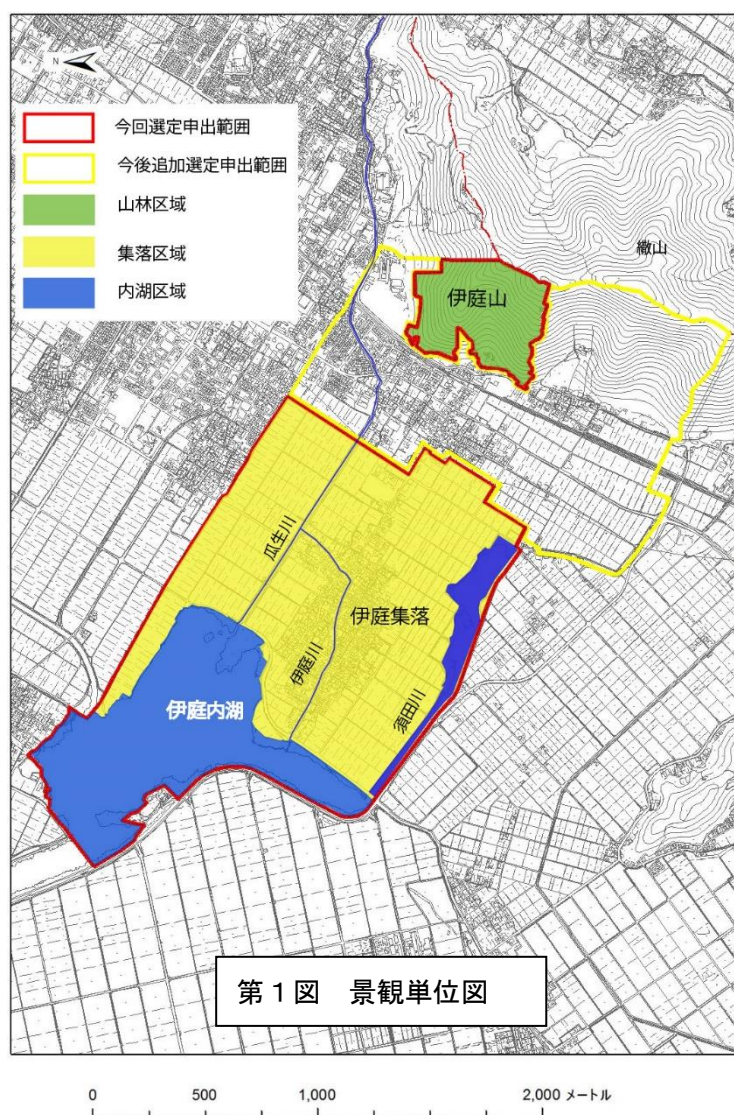 N
今回選定申出範囲
今後追加選定申出範囲
山林区域
集落区域
内湖区域
繖山
伊庭山
瓜生川
伊庭集落
伊庭川
須田川
伊庭内湖
第1図 景観単位図
0 500 1,000 2,000 メートル